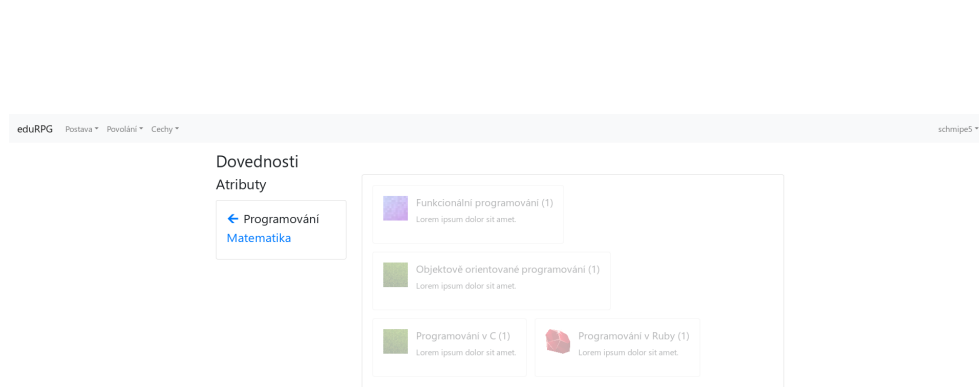 eduRPG Postava Povolání Cechy schmipe5
Dovednosti
Atributy
Programování
Matematika
Funkcionální programování (1)
Lorem ipsum dolor sit amet.
Objektově orientované programování (1)
Lorem ipsum dolor sit amet.
Programování v C (1)
Lorem ipsum dolor sit amet.
Programování v Ruby (1)
Lorem ipsum dolor sit amet.